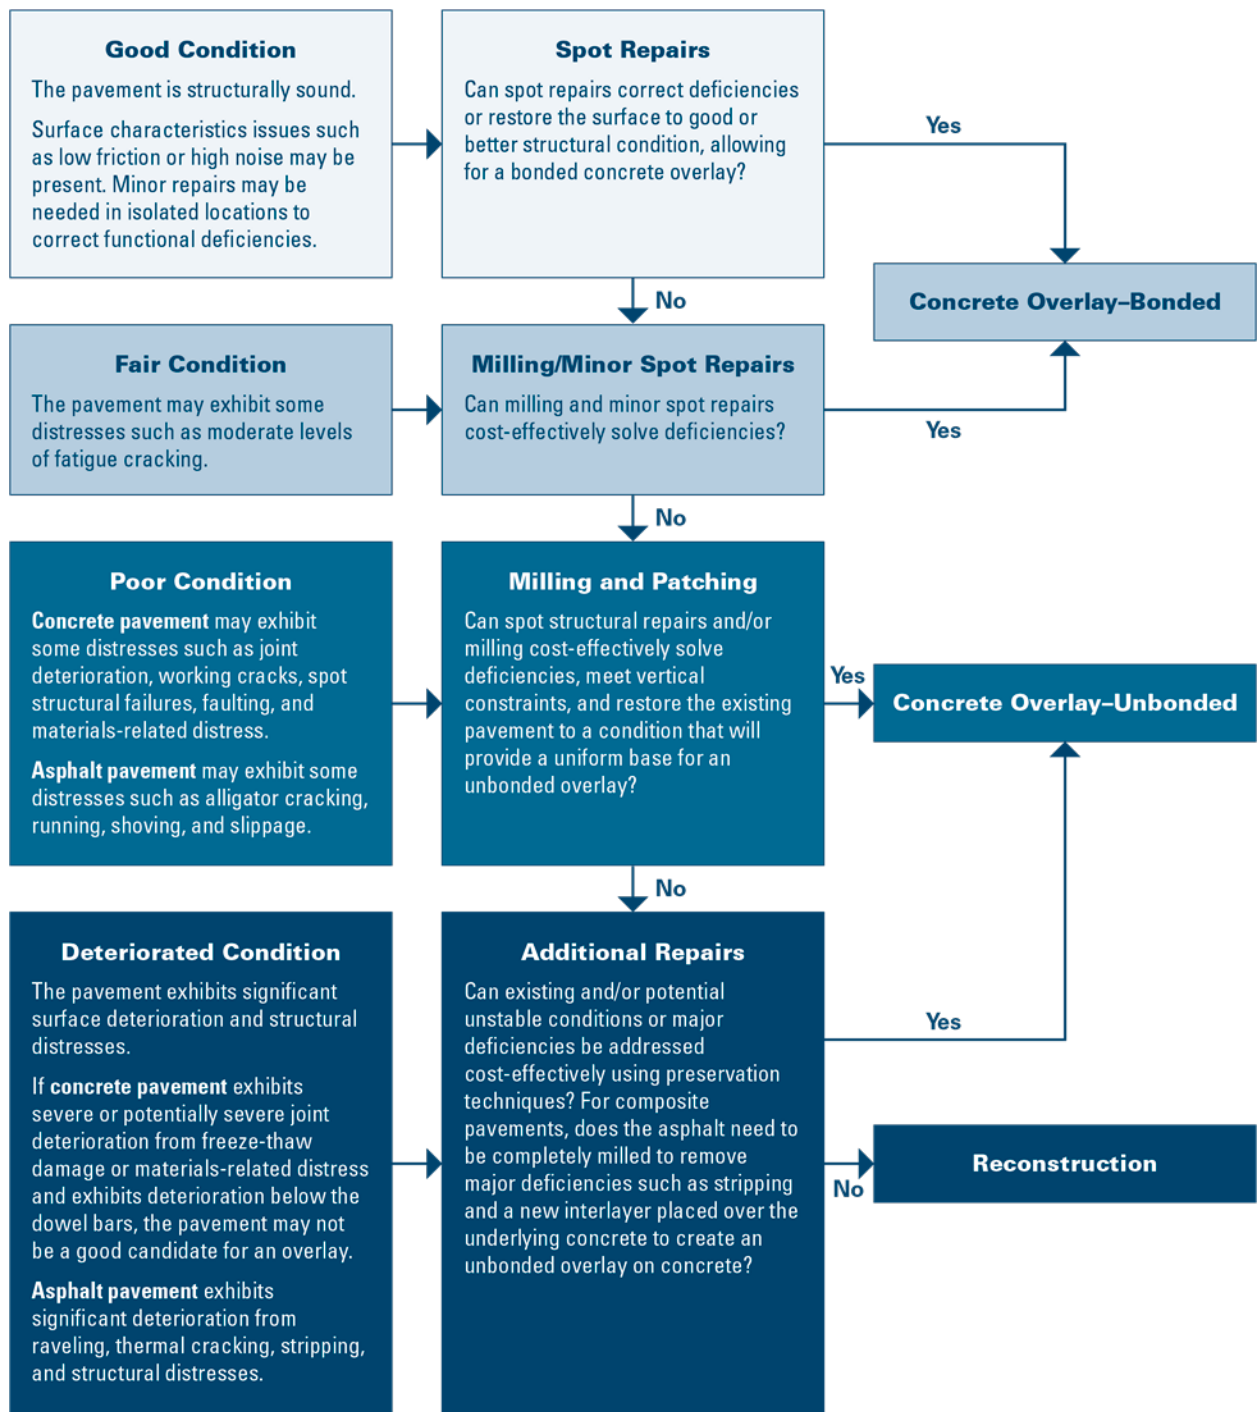 Good Condition
The pavement is structurally sound.
Surface characteristics issues such
as low friction or high noise may be
present. Minor repairs may be
needed in isolated locations to
correct functional deficiencies.
Spot Repairs
Can spot repairs correct deficiencies
or restore the surface to good or
better structural condition, allowing
for a bonded concrete overlay?
Yes
No
Concrete Overlay–Bonded
Fair Condition
The pavement may exhibit some
distresses such as moderate levels
of fatigue cracking.
Milling/Minor Spot Repairs
Can milling and minor spot repairs
cost-effectively solve deficiencies?
Yes
No
Poor Condition
Concrete pavement may exhibit
some distresses such as joint
deterioration, working cracks, spot
structural failures, faulting, and
materials-related distress.
Asphalt pavement may exhibit some
distresses such as alligator cracking,
running, shoving, and slippage.
Milling and Patching
Can spot structural repairs and/or
milling cost-effectively solve
deficiencies, meet vertical
constraints, and restore the existing
pavement to a condition that will
provide a uniform base for an
unbonded overlay?
Yes
No
Concrete Overlay–Unbonded
Deteriorated Condition
The pavement exhibits significant
surface deterioration and structural
distresses.
If concrete pavement exhibits
severe or potentially severe joint
deterioration from freeze-thaw
damage or materials-related distress
and exhibits deterioration below the
dowel bars, the pavement may not
be a good candidate for an overlay.
Asphalt pavement exhibits
significant deterioration from
raveling, thermal cracking, stripping,
and structural distresses.
Additional Repairs
Can existing and/or potential
unstable conditions or major
deficiencies be addressed
cost-effectively using preservation
techniques? For composite
pavements, does the asphalt need to
be completely milled to remove
major deficiencies such as stripping
and a new interlayer placed over the
underlying concrete to create an
unbonded overlay on concrete?
Yes
No
Reconstruction